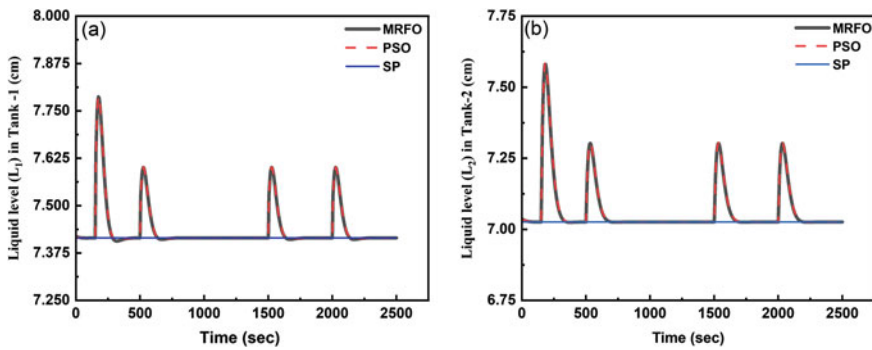 (a)
MRFO
PSO
SP
8.000
7.875
7.750
7.625
7.500
7.375
7.250
Liquid level (L₁) in Tank -1 (cm)
0
500
1000
1500
2000
2500
Time (sec)
(b)
MRFO
PSO
SP
7.75
7.50
7.25
7.00
6.75
Liquid level (L₂) in Tank-2 (cm)
0
500
1000
1500
2000
2500
Time (sec)